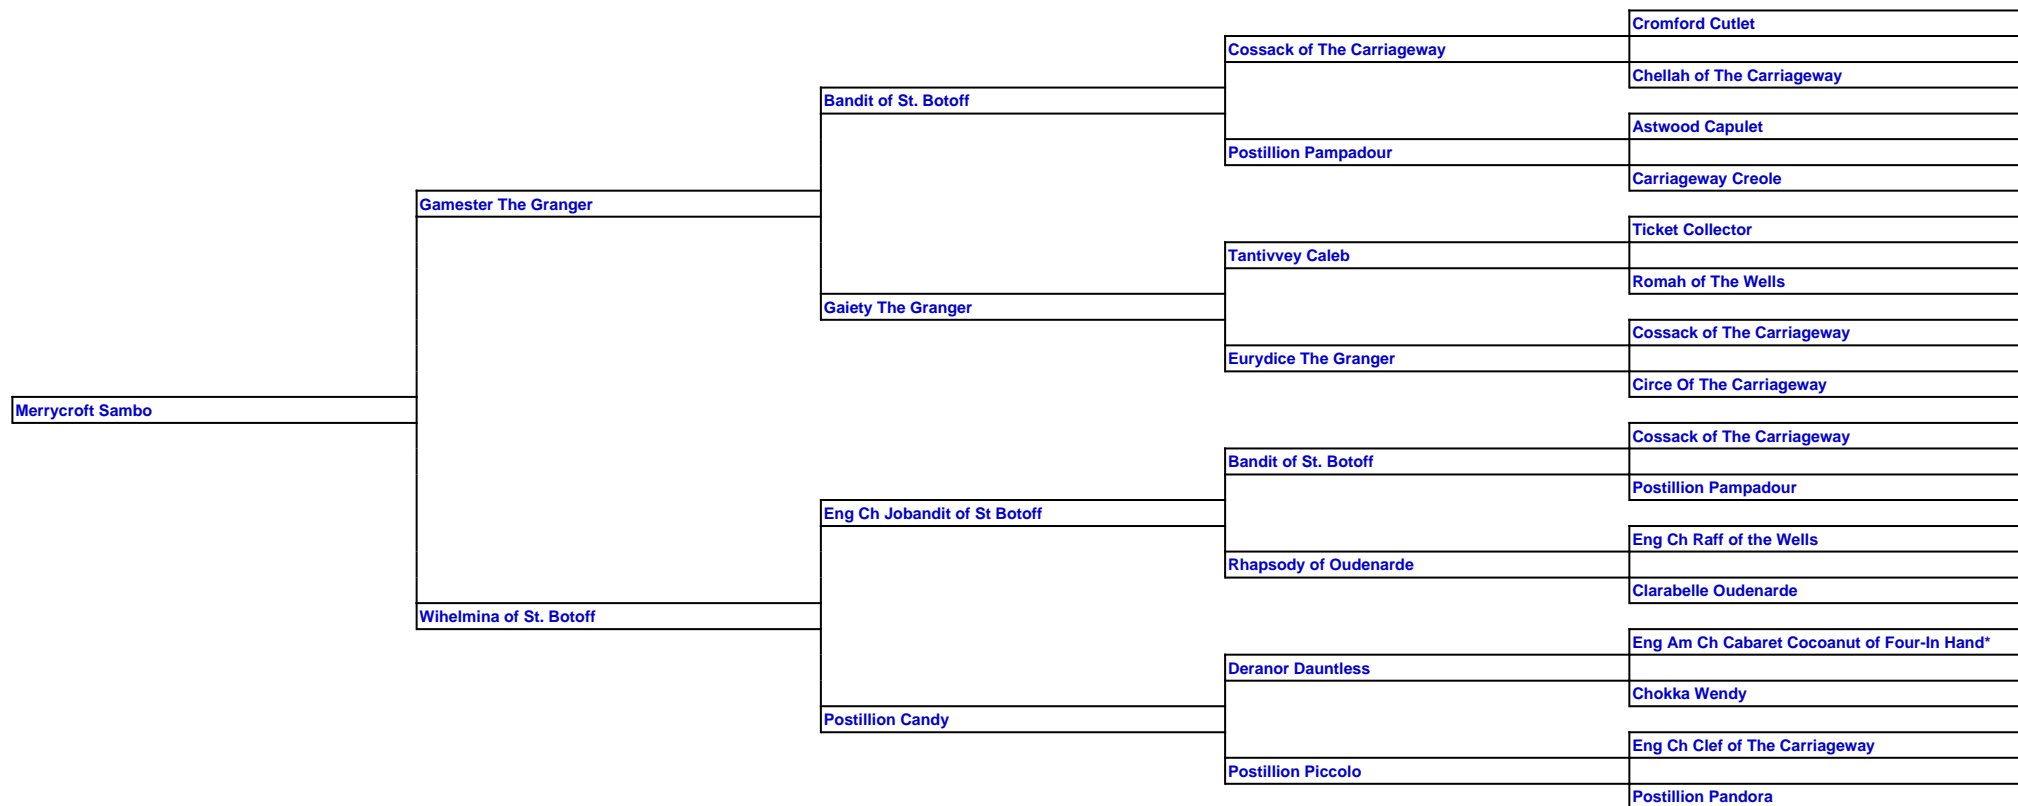 Cromford Cutlet
Cossack of The Carriageway
Chellah of The Carriageway
Bandit of St. Botoff
Astwood Capulet
Postillion Pampadour
Carriageway Creole
Gamester The Granger
Ticket Collector
Tantivvey Caleb
Romah of The Wells
Gaiety The Granger
Cossack of The Carriageway
Eurydice The Granger
Circe Of The Carriageway
Merrycroft Sambo
Cossack of The Carriageway
Bandit of St. Botoff
Postillion Pampadour
Eng Ch Jobandit of St Botoff
Eng Ch Raff of the Wells
Rhapsody of Oudenarde
Clarabelle Oudenarde
Wihelmina of St. Botoff
Eng Am Ch Cabaret Cocoanut of Four-In Hand*
Deranor Dauntless
Chokka Wendy
Postillion Candy
Eng Ch Clef of The Carriageway
Postillion Piccolo
Postillion Pandora